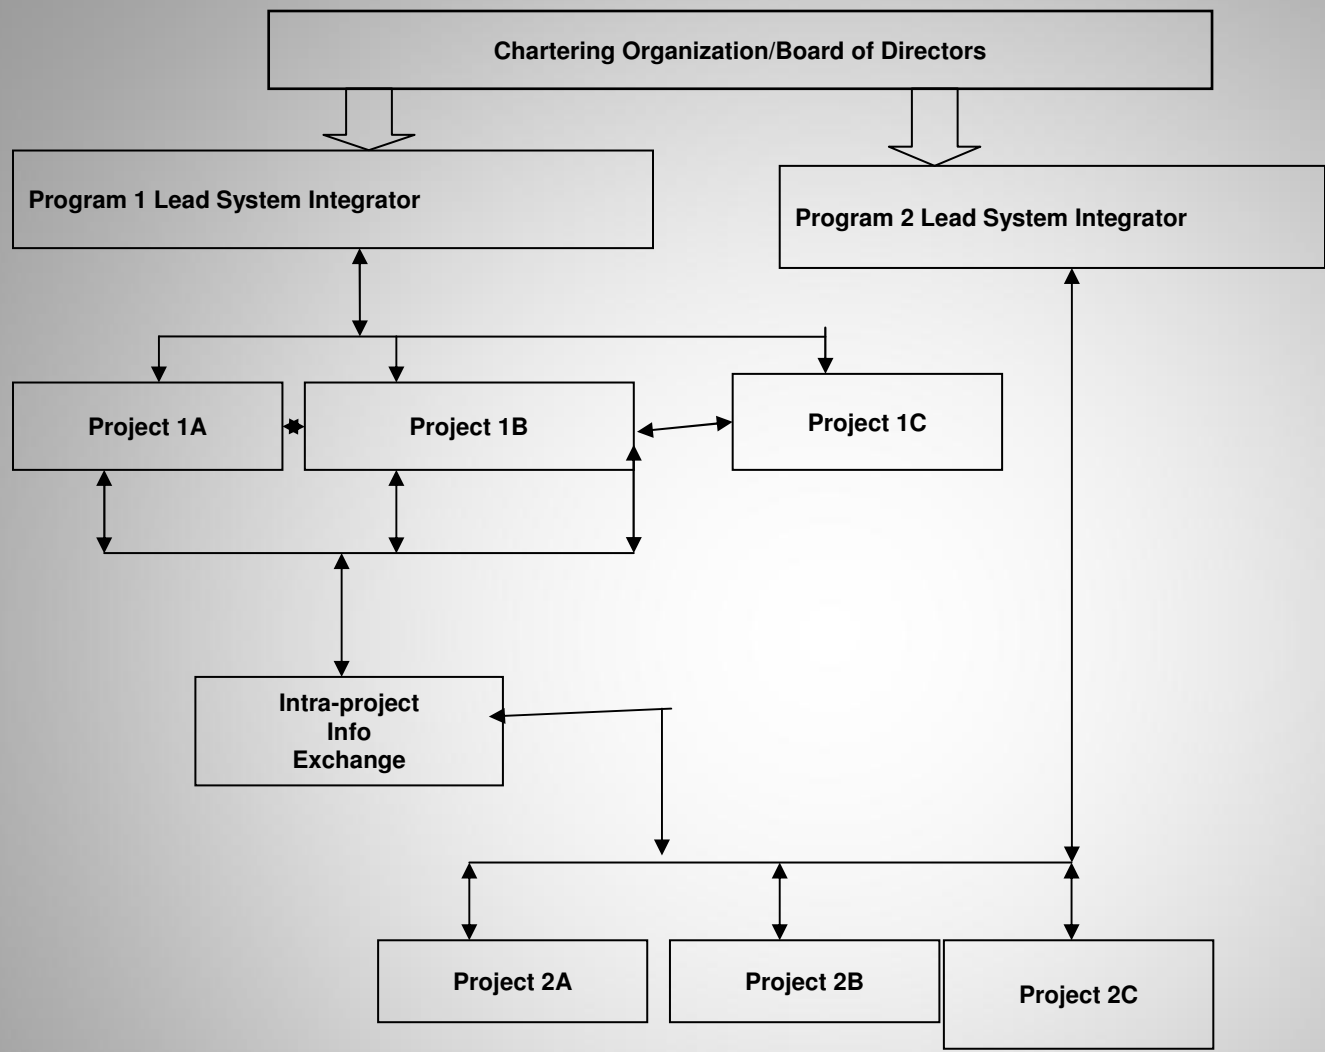 Chartering Organization/Board of Directors
Program 1 Lead System Integrator
Program 2 Lead System Integrator
Project 1A
Project 1B
Project 1C
Intra-project
Info
Exchange
Project 2A
Project 2B
Project 2C